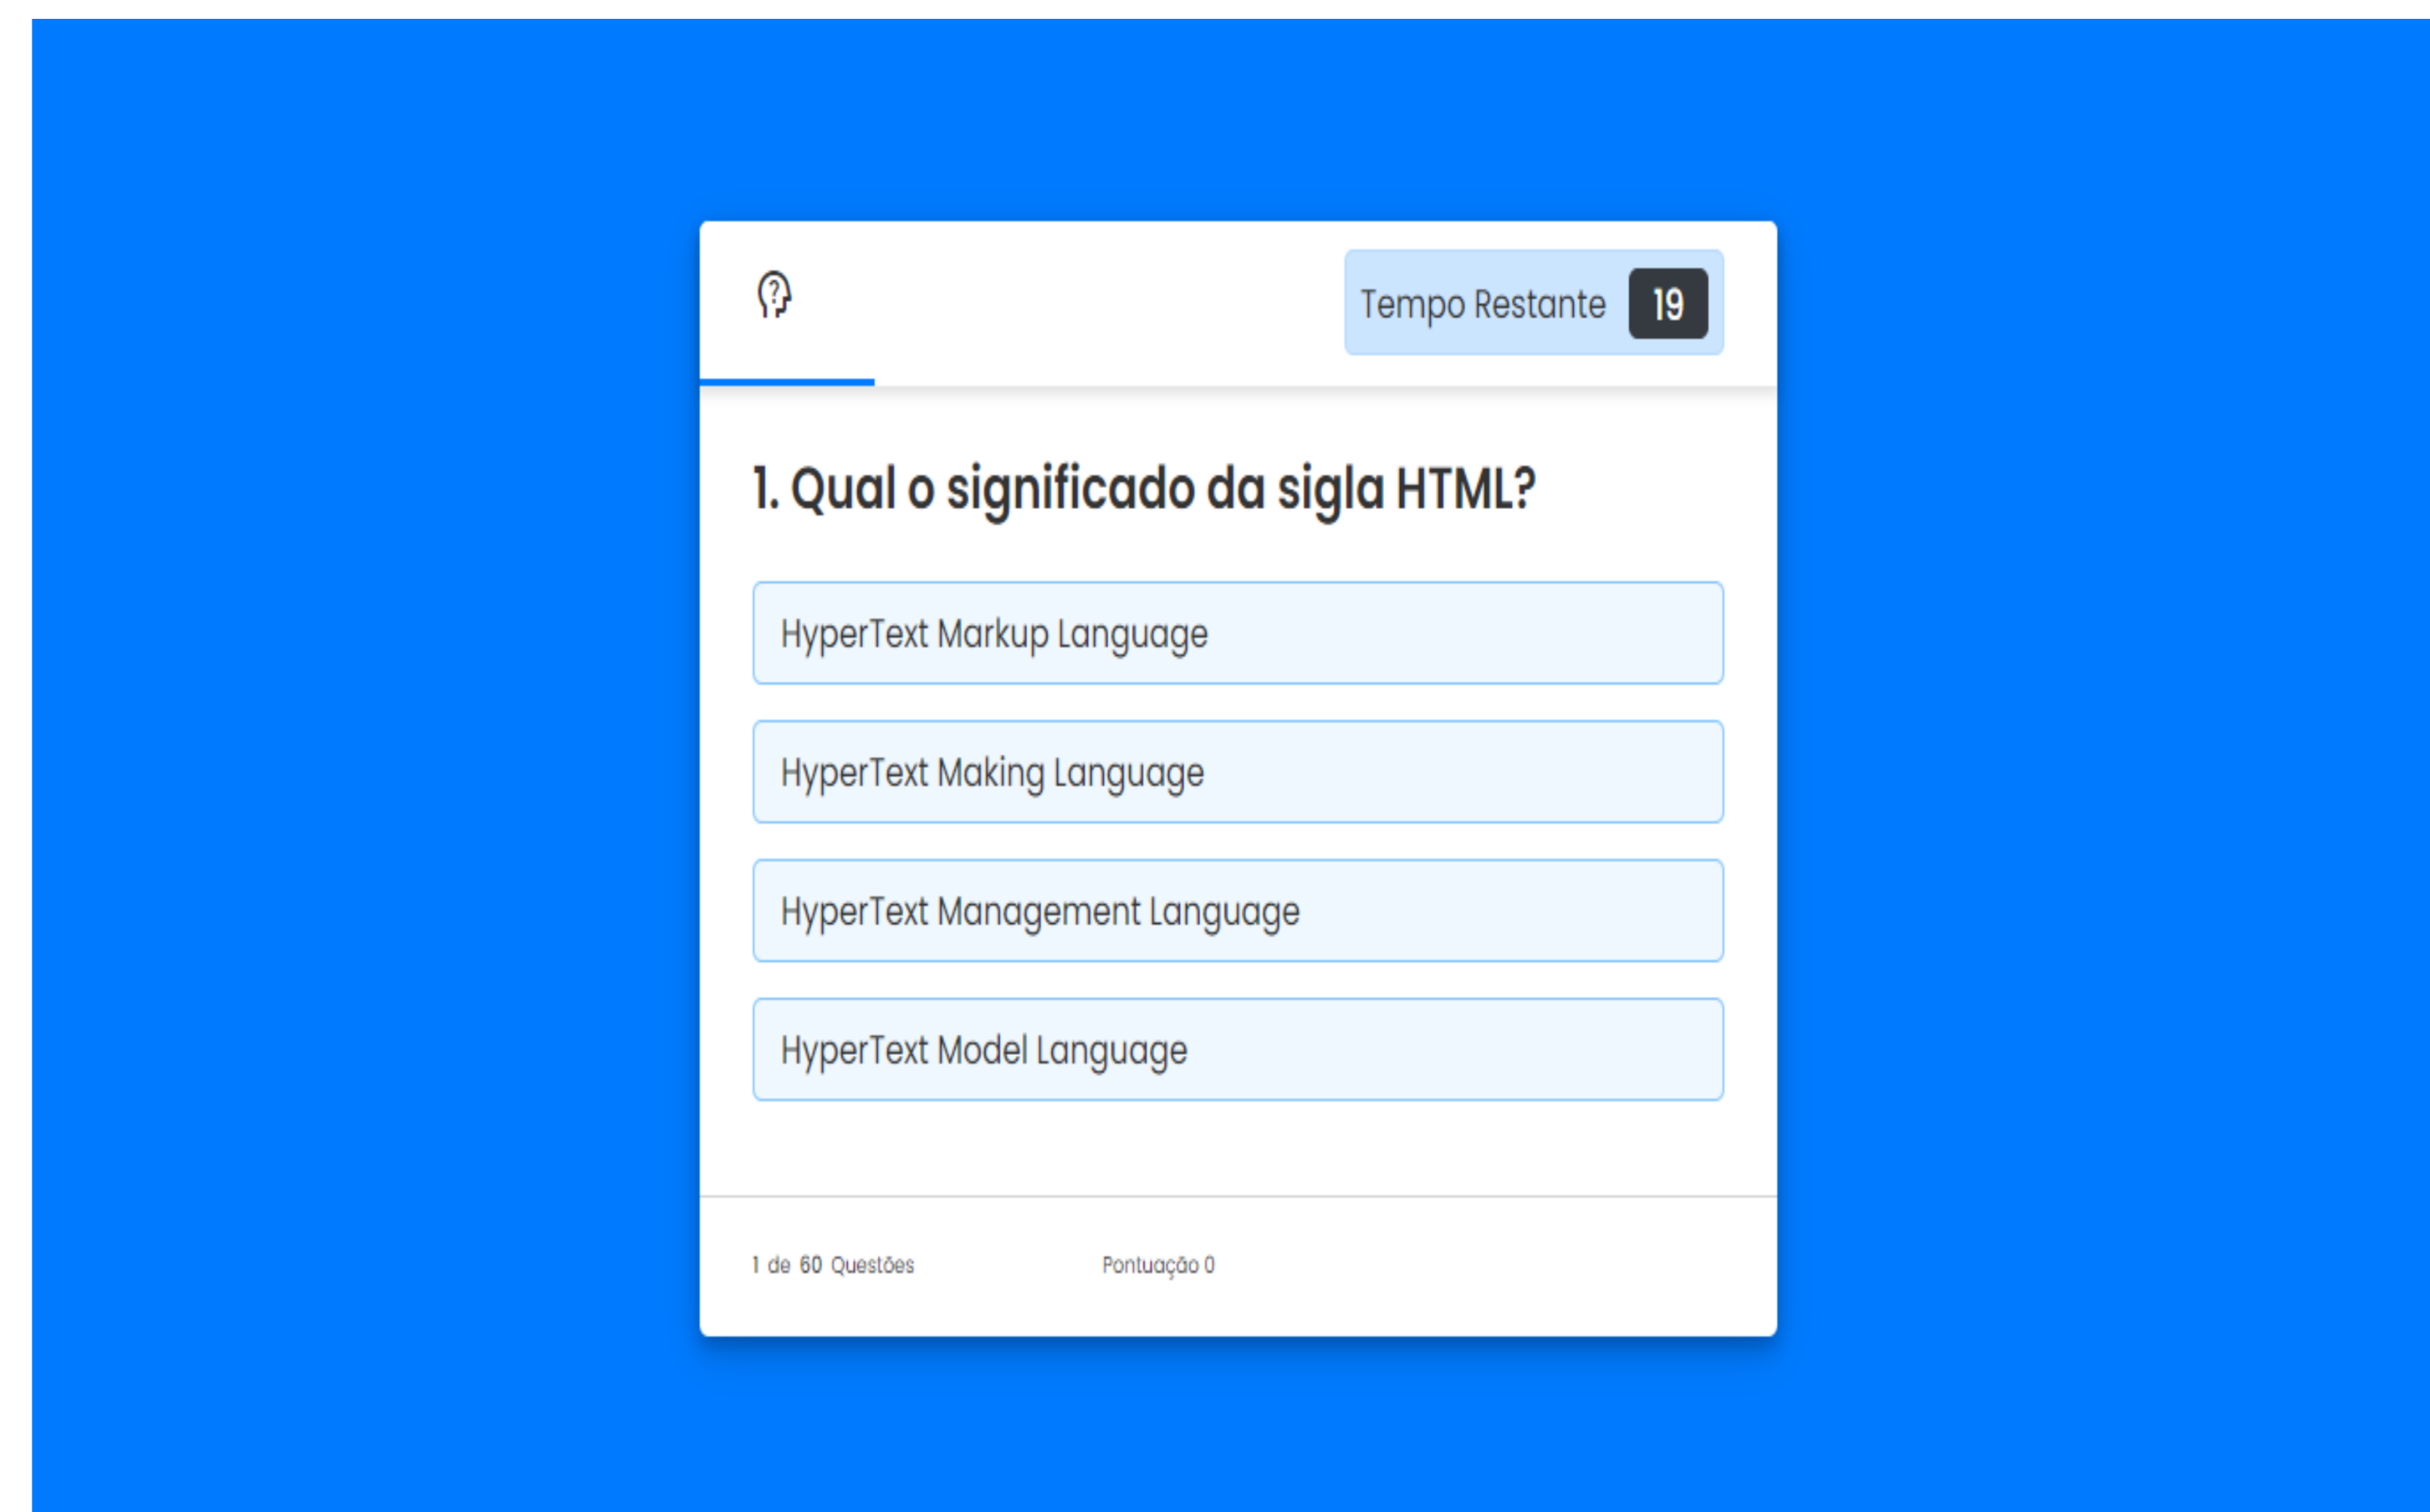 Tempo Restante 19
1. Qual o significado da sigla HTML?
HyperText Markup Language
HyperText Making Language
HyperText Management Language
HyperText Model Language
1 de 60 Questões Pontuação 0